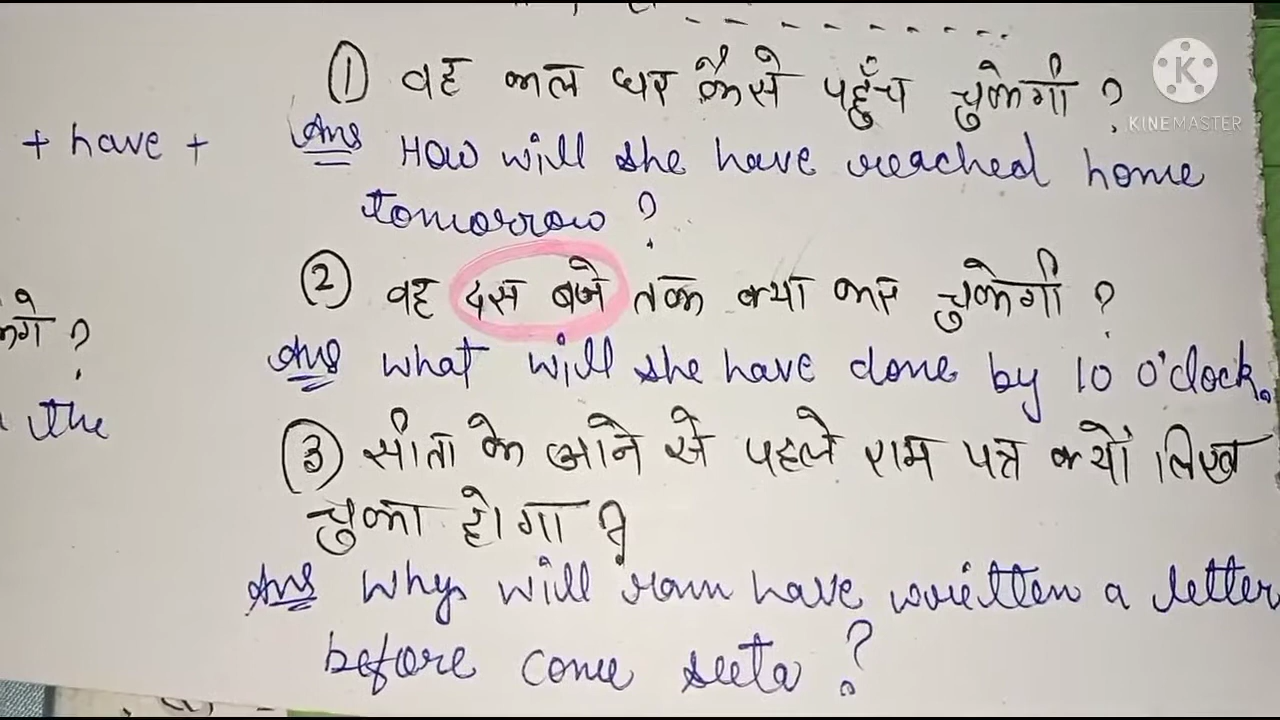 ① वह कल घर कैसे पहुँच चुकेगी ?
+ have +
Ans How will she have reached home
tomorrow ?
② वह दस बजे तक क्या कर चुकेगी ?
?
Ans what will she have done by 10 o'clock.
the
③ सीता के आने से पहले राम पत्र क्यों लिख
चुका होगा ?
Ans Why will ram have written a letter
before come seeta ?
KINEMASTER